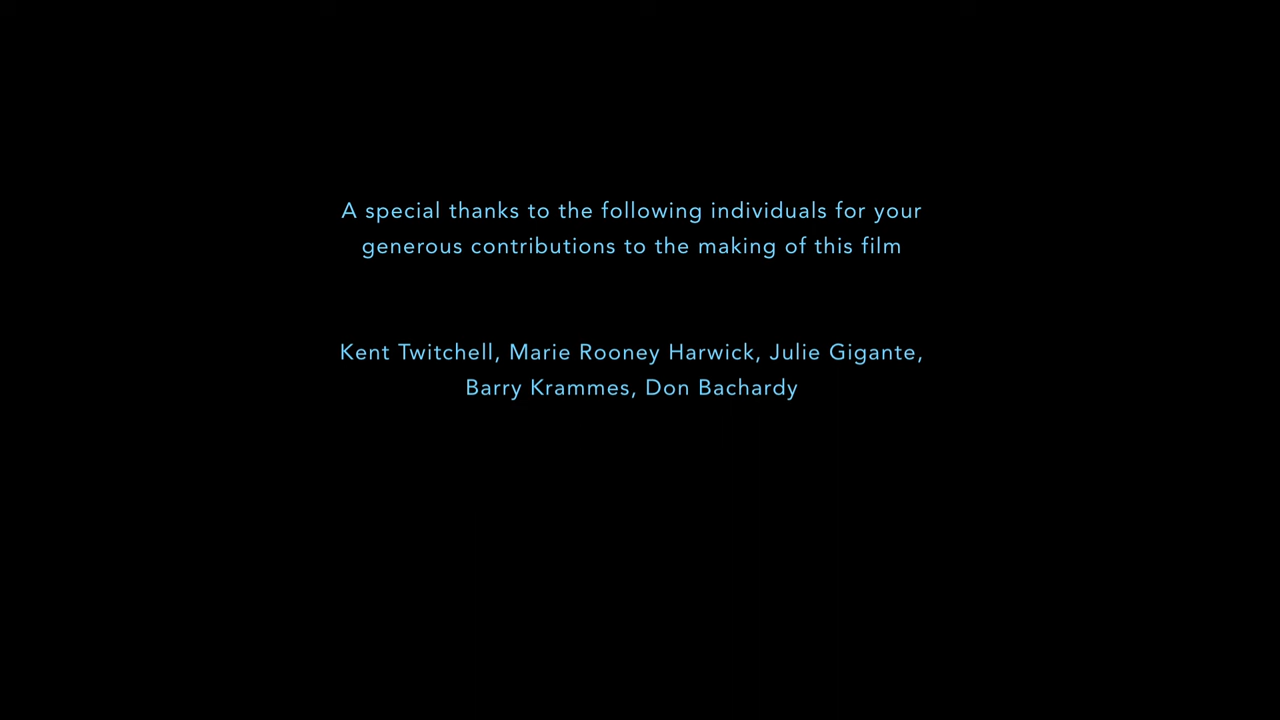 A special thanks to the following individuals for your
generous contributions to the making of this film
Kent Twitchell, Marie Rooney Harwick, Julie Gigante,
Barry Krammes, Don Bachardy